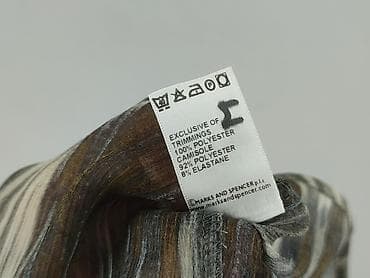 EXCLUSIVE OF
TRIMMINGS
100% POLYESTER
CAMISOLE
92% POLYESTER
8% ELASTANE
©MARKS AND SPENCER p.l.c.
www.marksandspencer.com